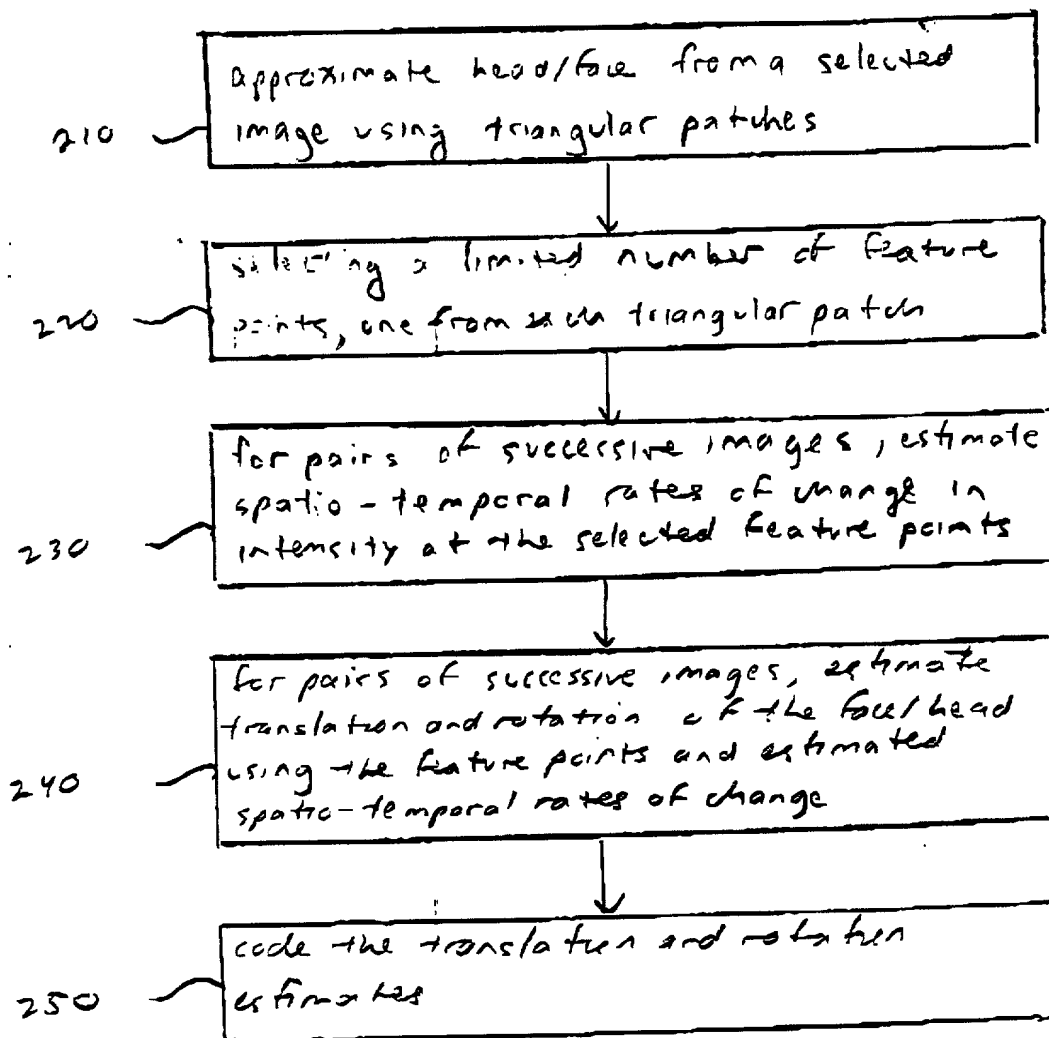 210
approximate head/face from a selected
image using triangular patches
220
selecting a limited number of feature
points, one from each triangular patch
230
for pairs of successive images, estimate
spatio-temporal rates of change in
intensity at the selected feature points
240
for pairs of successive images, estimate
translation and rotation of the face/head
using the feature points and estimated
spatio-temporal rates of change
250
code the translation and rotation
estimates